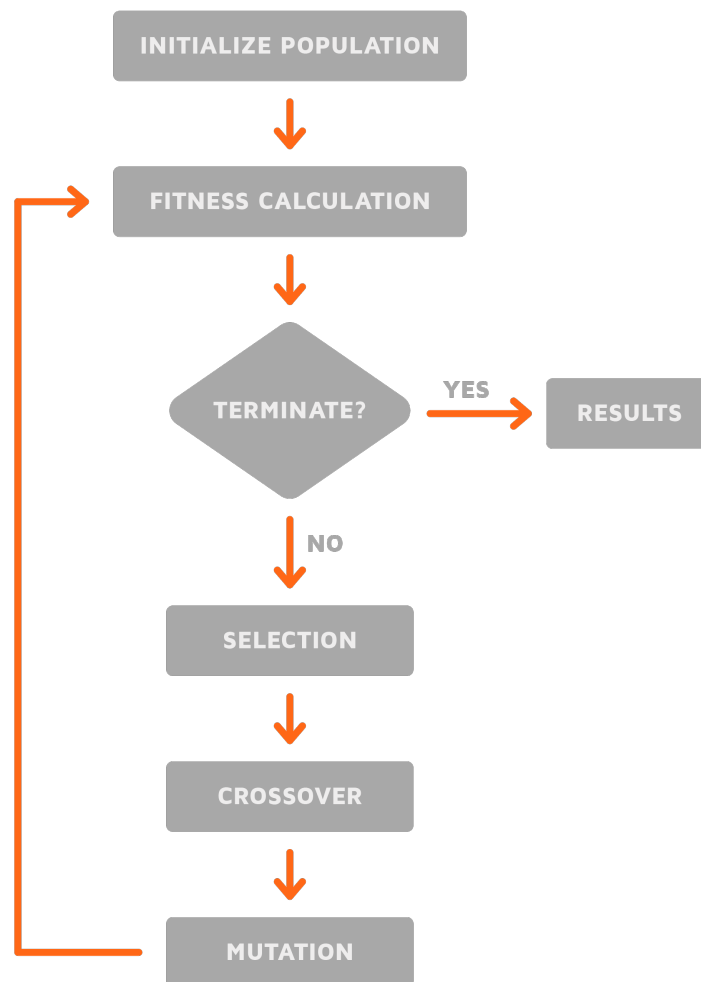 INITIALIZE POPULATION
FITNESS CALCULATION
TERMINATE?
YES
RESULTS
NO
SELECTION
CROSSOVER
MUTATION